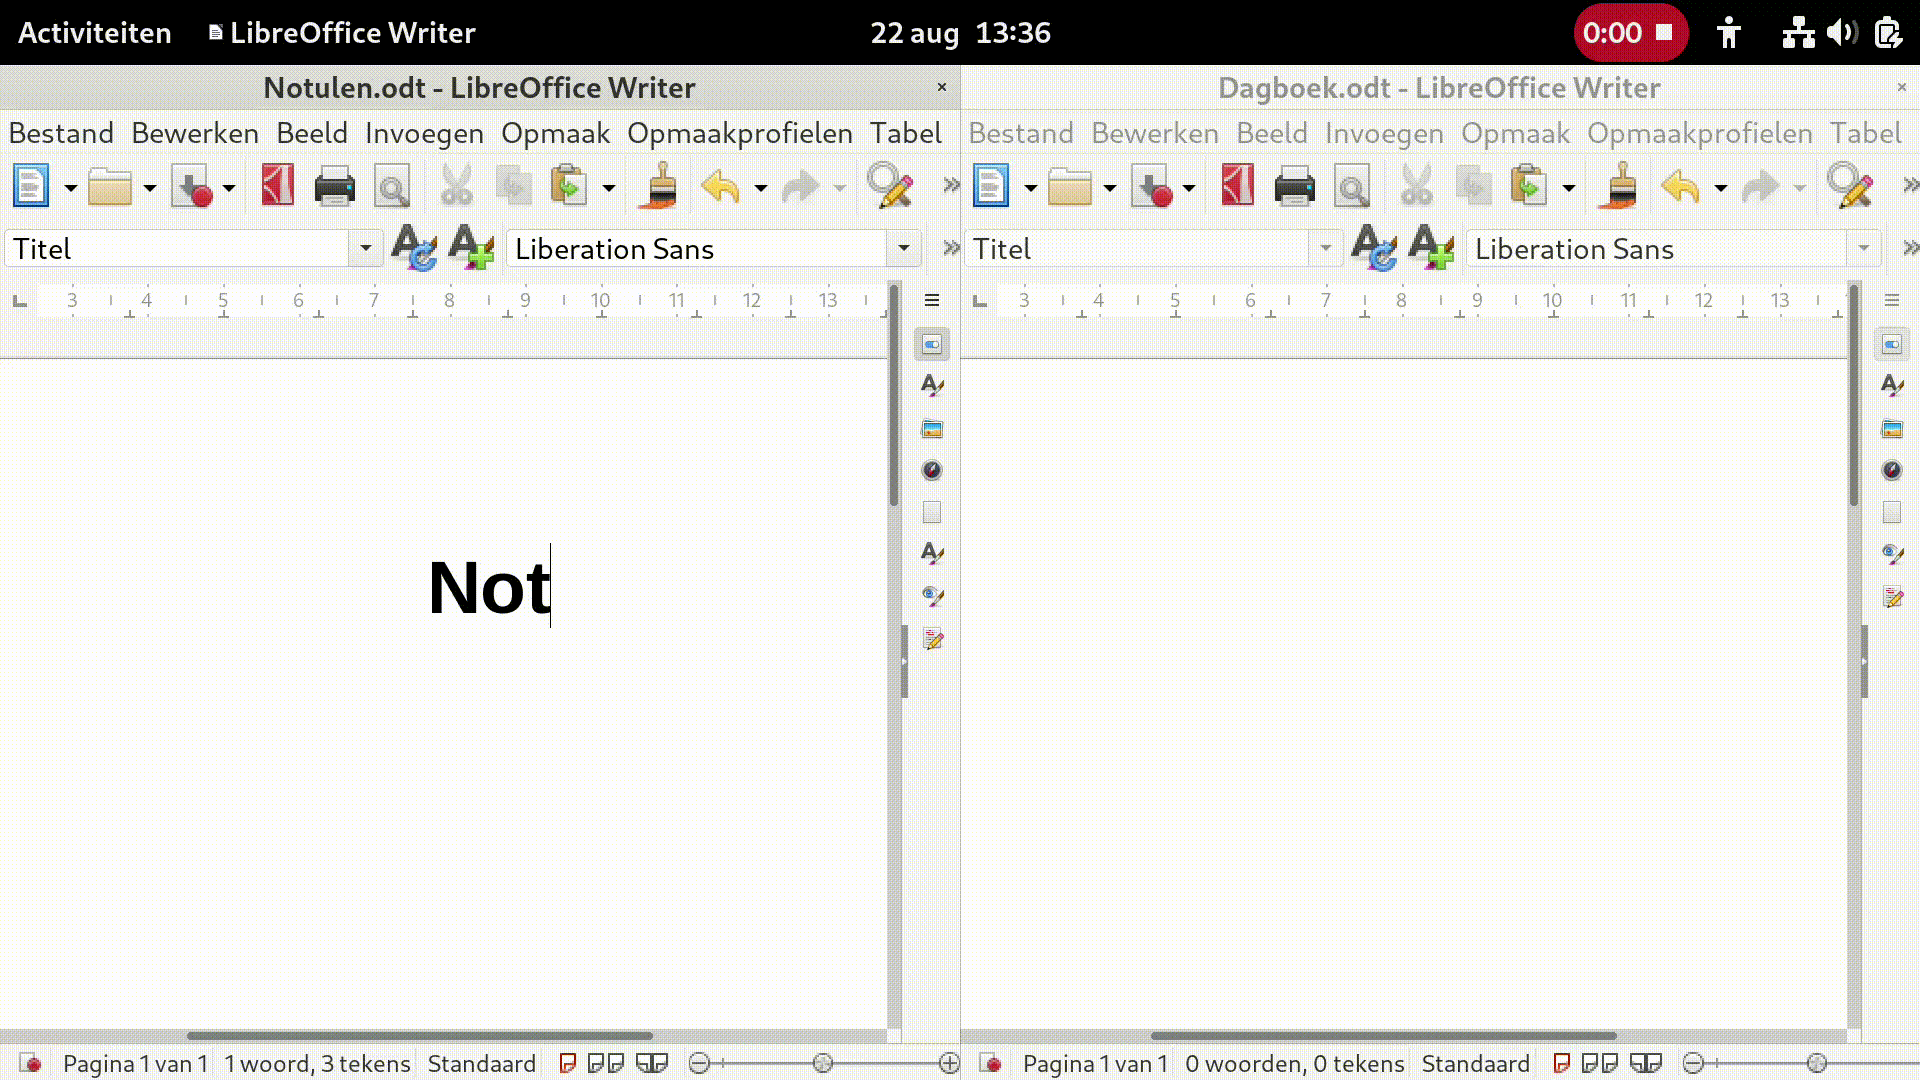 Activiteiten LibreOffice Writer 22 aug 13:36 0:00
Notulen.odt - LibreOffice Writer
Bestand Bewerken Beeld Invoegen Opmaak Opmaakprofielen Tabel
Titel Liberation Sans
3 4 5 6 7 8 9 10 11 12 13
Not
Pagina 1 van 1 1 woord, 3 tekens Standaard
Dagboek.odt - LibreOffice Writer
Bestand Bewerken Beeld Invoegen Opmaak Opmaakprofielen Tabel
Titel Liberation Sans
3 4 5 6 7 8 9 10 11 12 13
Pagina 1 van 1 0 woorden, 0 tekens Standaard